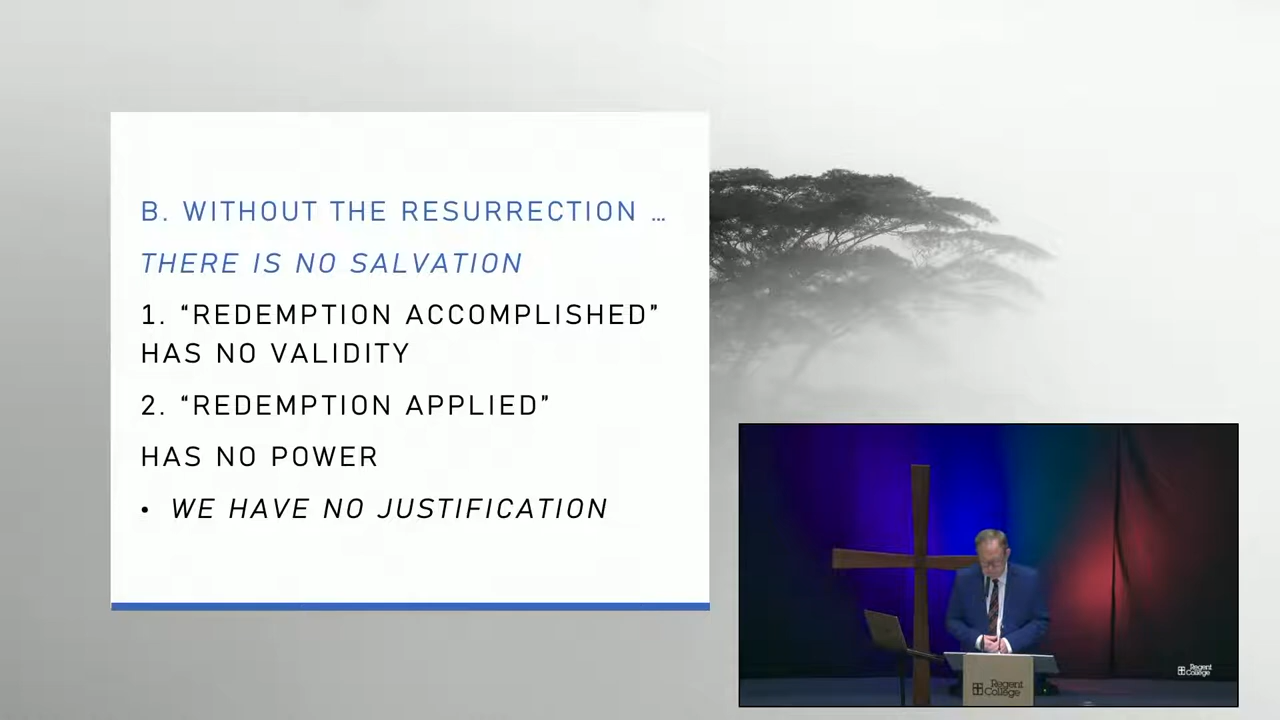 B. WITHOUT THE RESURRECTION …
THERE IS NO SALVATION
1. “REDEMPTION ACCOMPLISHED”
HAS NO VALIDITY
2. “REDEMPTION APPLIED”
HAS NO POWER
• WE HAVE NO JUSTIFICATION
Regent
College
Regent
College